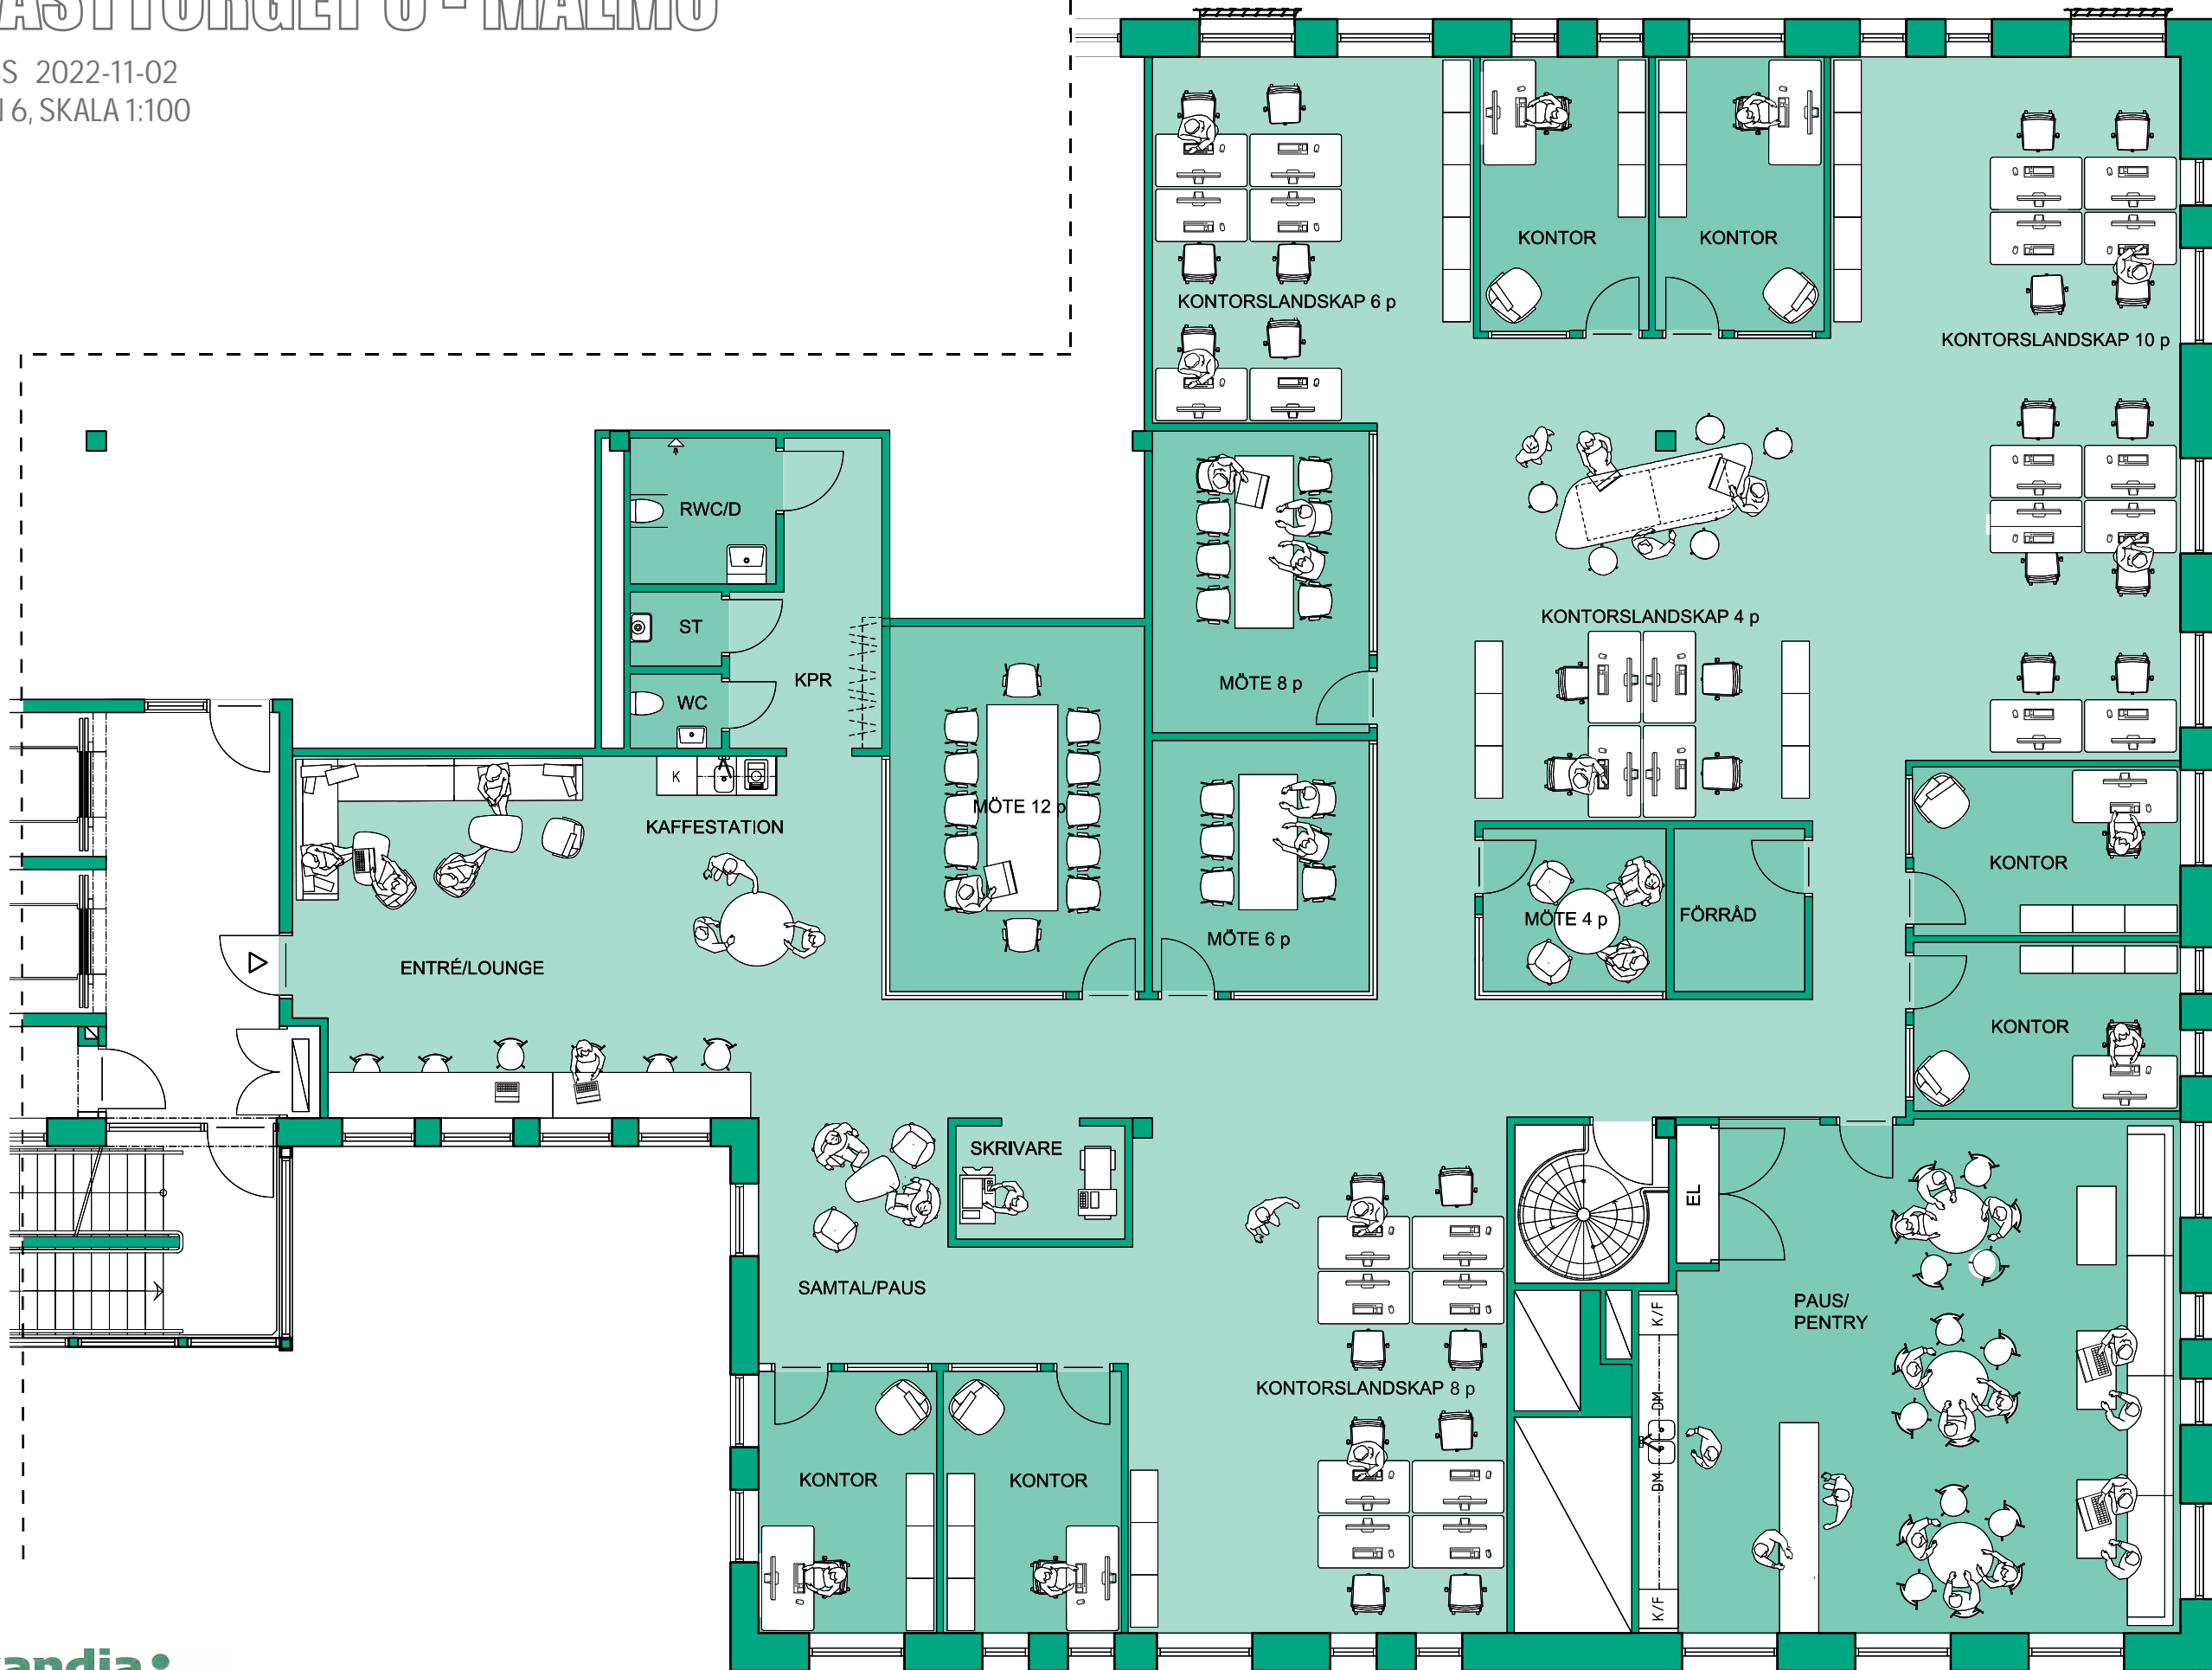 2022-11-02
6, SKALA 1:100
KONTOR
KONTOR
KONTORSLANDSKAP 6 p
KONTORSLANDSKAP 10 p
RWC/D
ST
KPR
WC
MÖTE 8 p
KONTORSLANDSKAP 4 p
K
KAFFESTATION
MÖTE 12 p
MÖTE 6 p
MÖTE 4 p
FÖRRÅD
KONTOR
ENTRÉ/LOUNGE
KONTOR
SKRIVARE
EL
SAMTAL/PAUS
PAUS/
PENTRY
K/F
KONTORSLANDSKAP 8 p
DM
DM
KONTOR
KONTOR
K/F